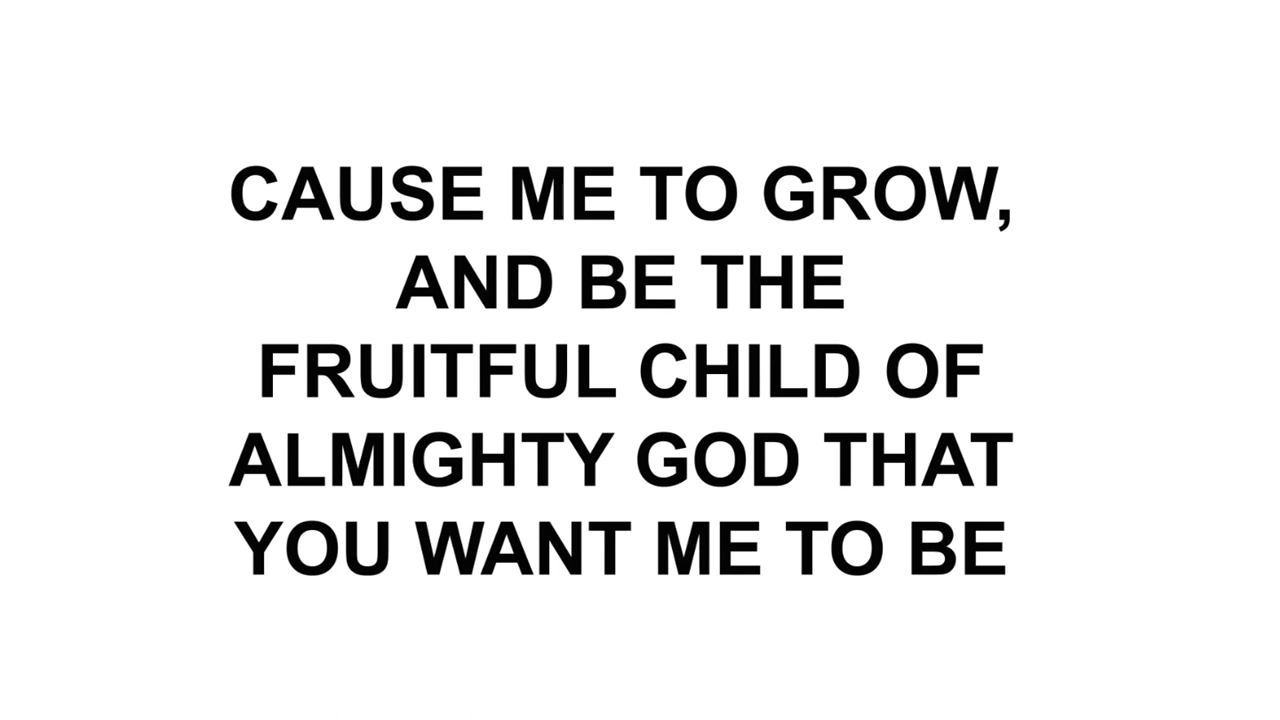 CAUSE ME TO GROW,
AND BE THE
FRUITFUL CHILD OF
ALMIGHTY GOD THAT
YOU WANT ME TO BE